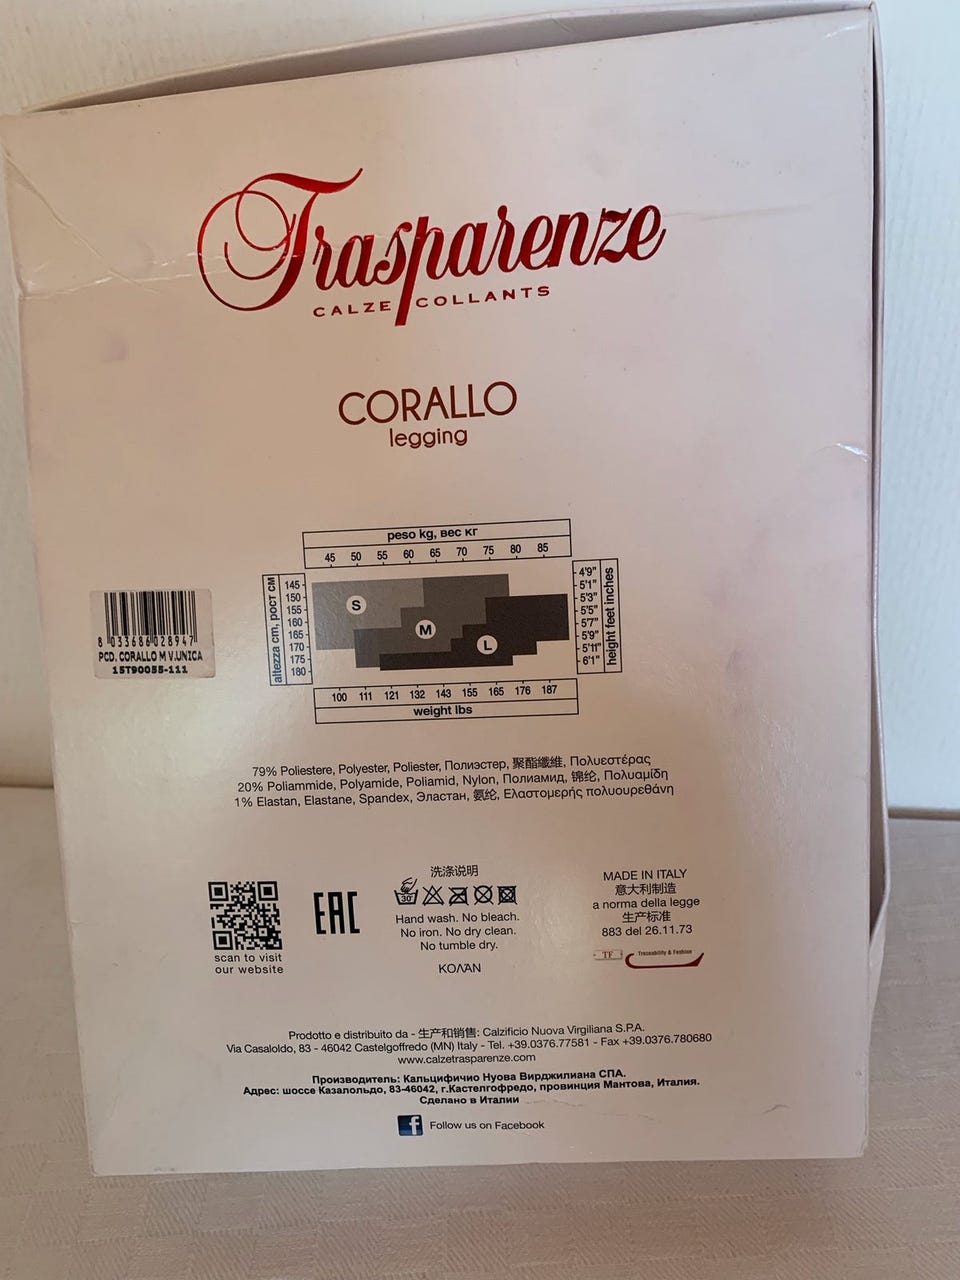 Trasparenze
CALZE COLLANTS
CORALLO
legging
peso kg, вес кг
45 50 55 60 65 70 75 80 85
altezza cm, рост см
145
150
155
160
165
170
175
180
S
M
L
4'9"
5'1"
5'3"
5'5"
5'7"
5'9"
5'11"
6'1"
height feet inches
100 111 121 132 143 155 165 176 187
weight lbs
8 033686 028947
PCD. CORALLO M V.UNICA
15T90055-111
79% Poliestere, Polyester, Poliester, Полиэстер, 聚酯纖維, Πολυεστέρας
20% Poliammide, Polyamide, Poliamid, Nylon, Полиамид, 锦纶, Πολυαμίδη
1% Elastan, Elastane, Spandex, Эластан, 氨纶, Ελαστομερής πολυουρεθάνη
scan to visit
our website
EAC
洗涤说明
30°
Hand wash. No bleach.
No iron. No dry clean.
No tumble dry.
ΚΟΛΆΝ
MADE IN ITALY
意大利制造
a norma della legge
生产标准
883 del 26.11.73
TF Traceability & Fashion
Prodotto e distribuito da - 生产和销售: Calzificio Nuova Virgiliana S.P.A.
Via Casaloldo, 83 - 46042 Castelgoffredo (MN) Italy - Tel. +39.0376.77581 - Fax +39.0376.780680
www.calzetrasparenze.com
Производитель: Кальцифичио Нуова Вирджилиана СПА.
Адрес: шоссе Казалольдо, 83-46042, г.Кастелгофредо, провинция Мантова, Италия.
Сделано в Италии
f Follow us on Facebook